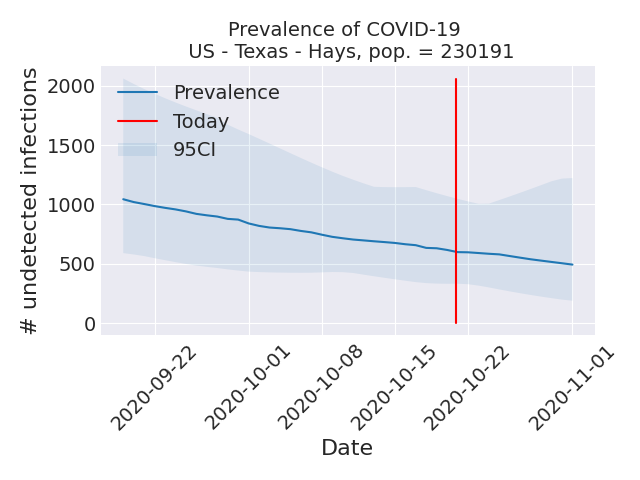 Prevalence of COVID-19
US - Texas - Hays, pop. = 230191
# undetected infections
2000
1500
1000
500
0
Prevalence
Today
95CI
2020-09-22
2020-10-01
2020-10-08
2020-10-15
2020-10-22
2020-11-01
Date